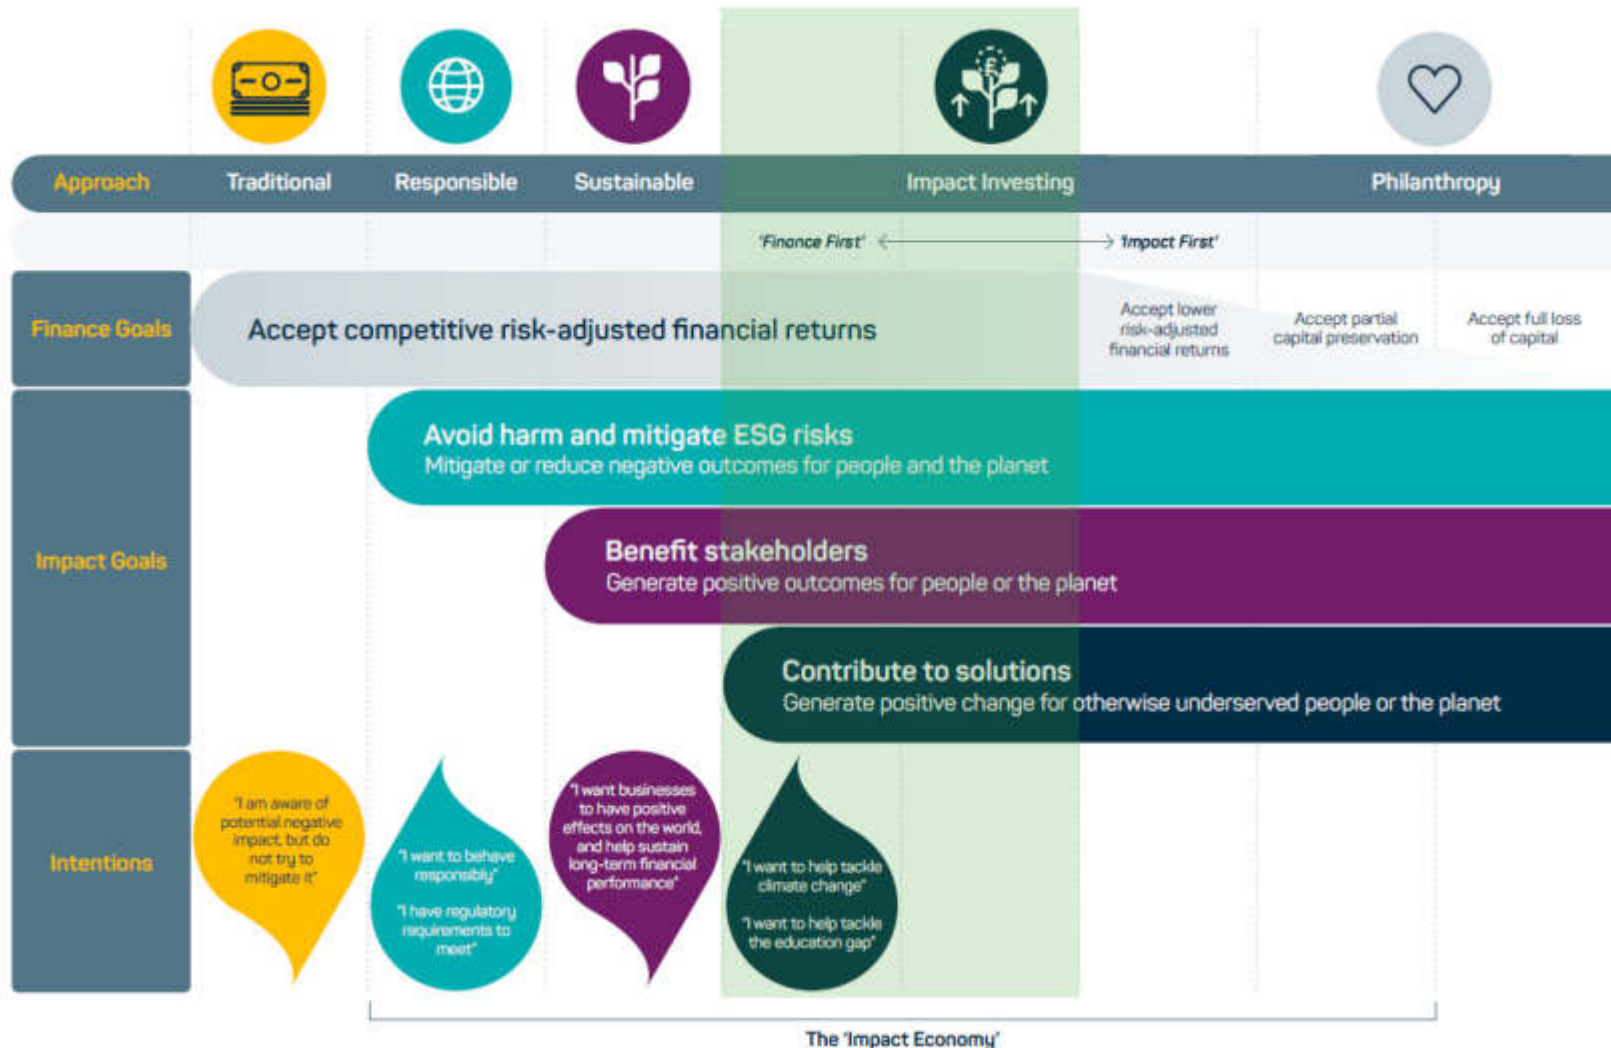 £
Approach
Traditional
Responsible
Sustainable
Impact Investing
Philanthropy
'Finance First'
'Impact First'
Finance Goals
Accept competitive risk-adjusted financial returns
Accept lower
risk-adjusted
financial returns
Accept partial
capital preservation
Accept full loss
of capital
Impact Goals
Avoid harm and mitigate ESG risks
Mitigate or reduce negative outcomes for people and the planet
Benefit stakeholders
Generate positive outcomes for people or the planet
Contribute to solutions
Generate positive change for otherwise underserved people or the planet
Intentions
"I am aware of
potential negative
impact, but do
not try to
mitigate it"
"I want to behave
responsibly"
"I have regulatory
requirements to
meet"
"I want businesses
to have positive
effects on the world,
and help sustain
long-term financial
performance"
"I want to help tackle
climate change"
"I want to help tackle
the education gap"
The 'Impact Economy'